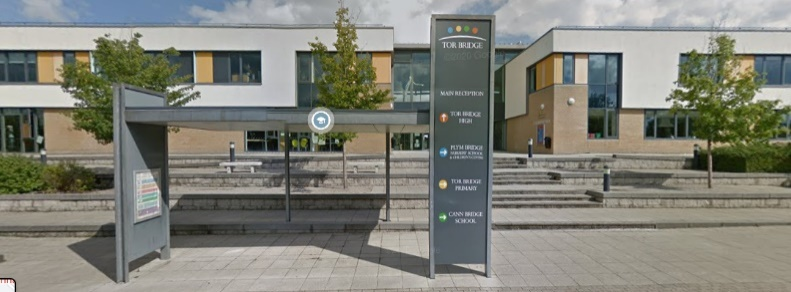 TOR BRIDGE
MAIN RECEPTION
TOR BRIDGE
HIGH
PLYM BRIDGE
NURSERY SCHOOL
& CHILDREN'S CENTRE
TOR BRIDGE
PRIMARY
CANN BRIDGE
SCHOOL